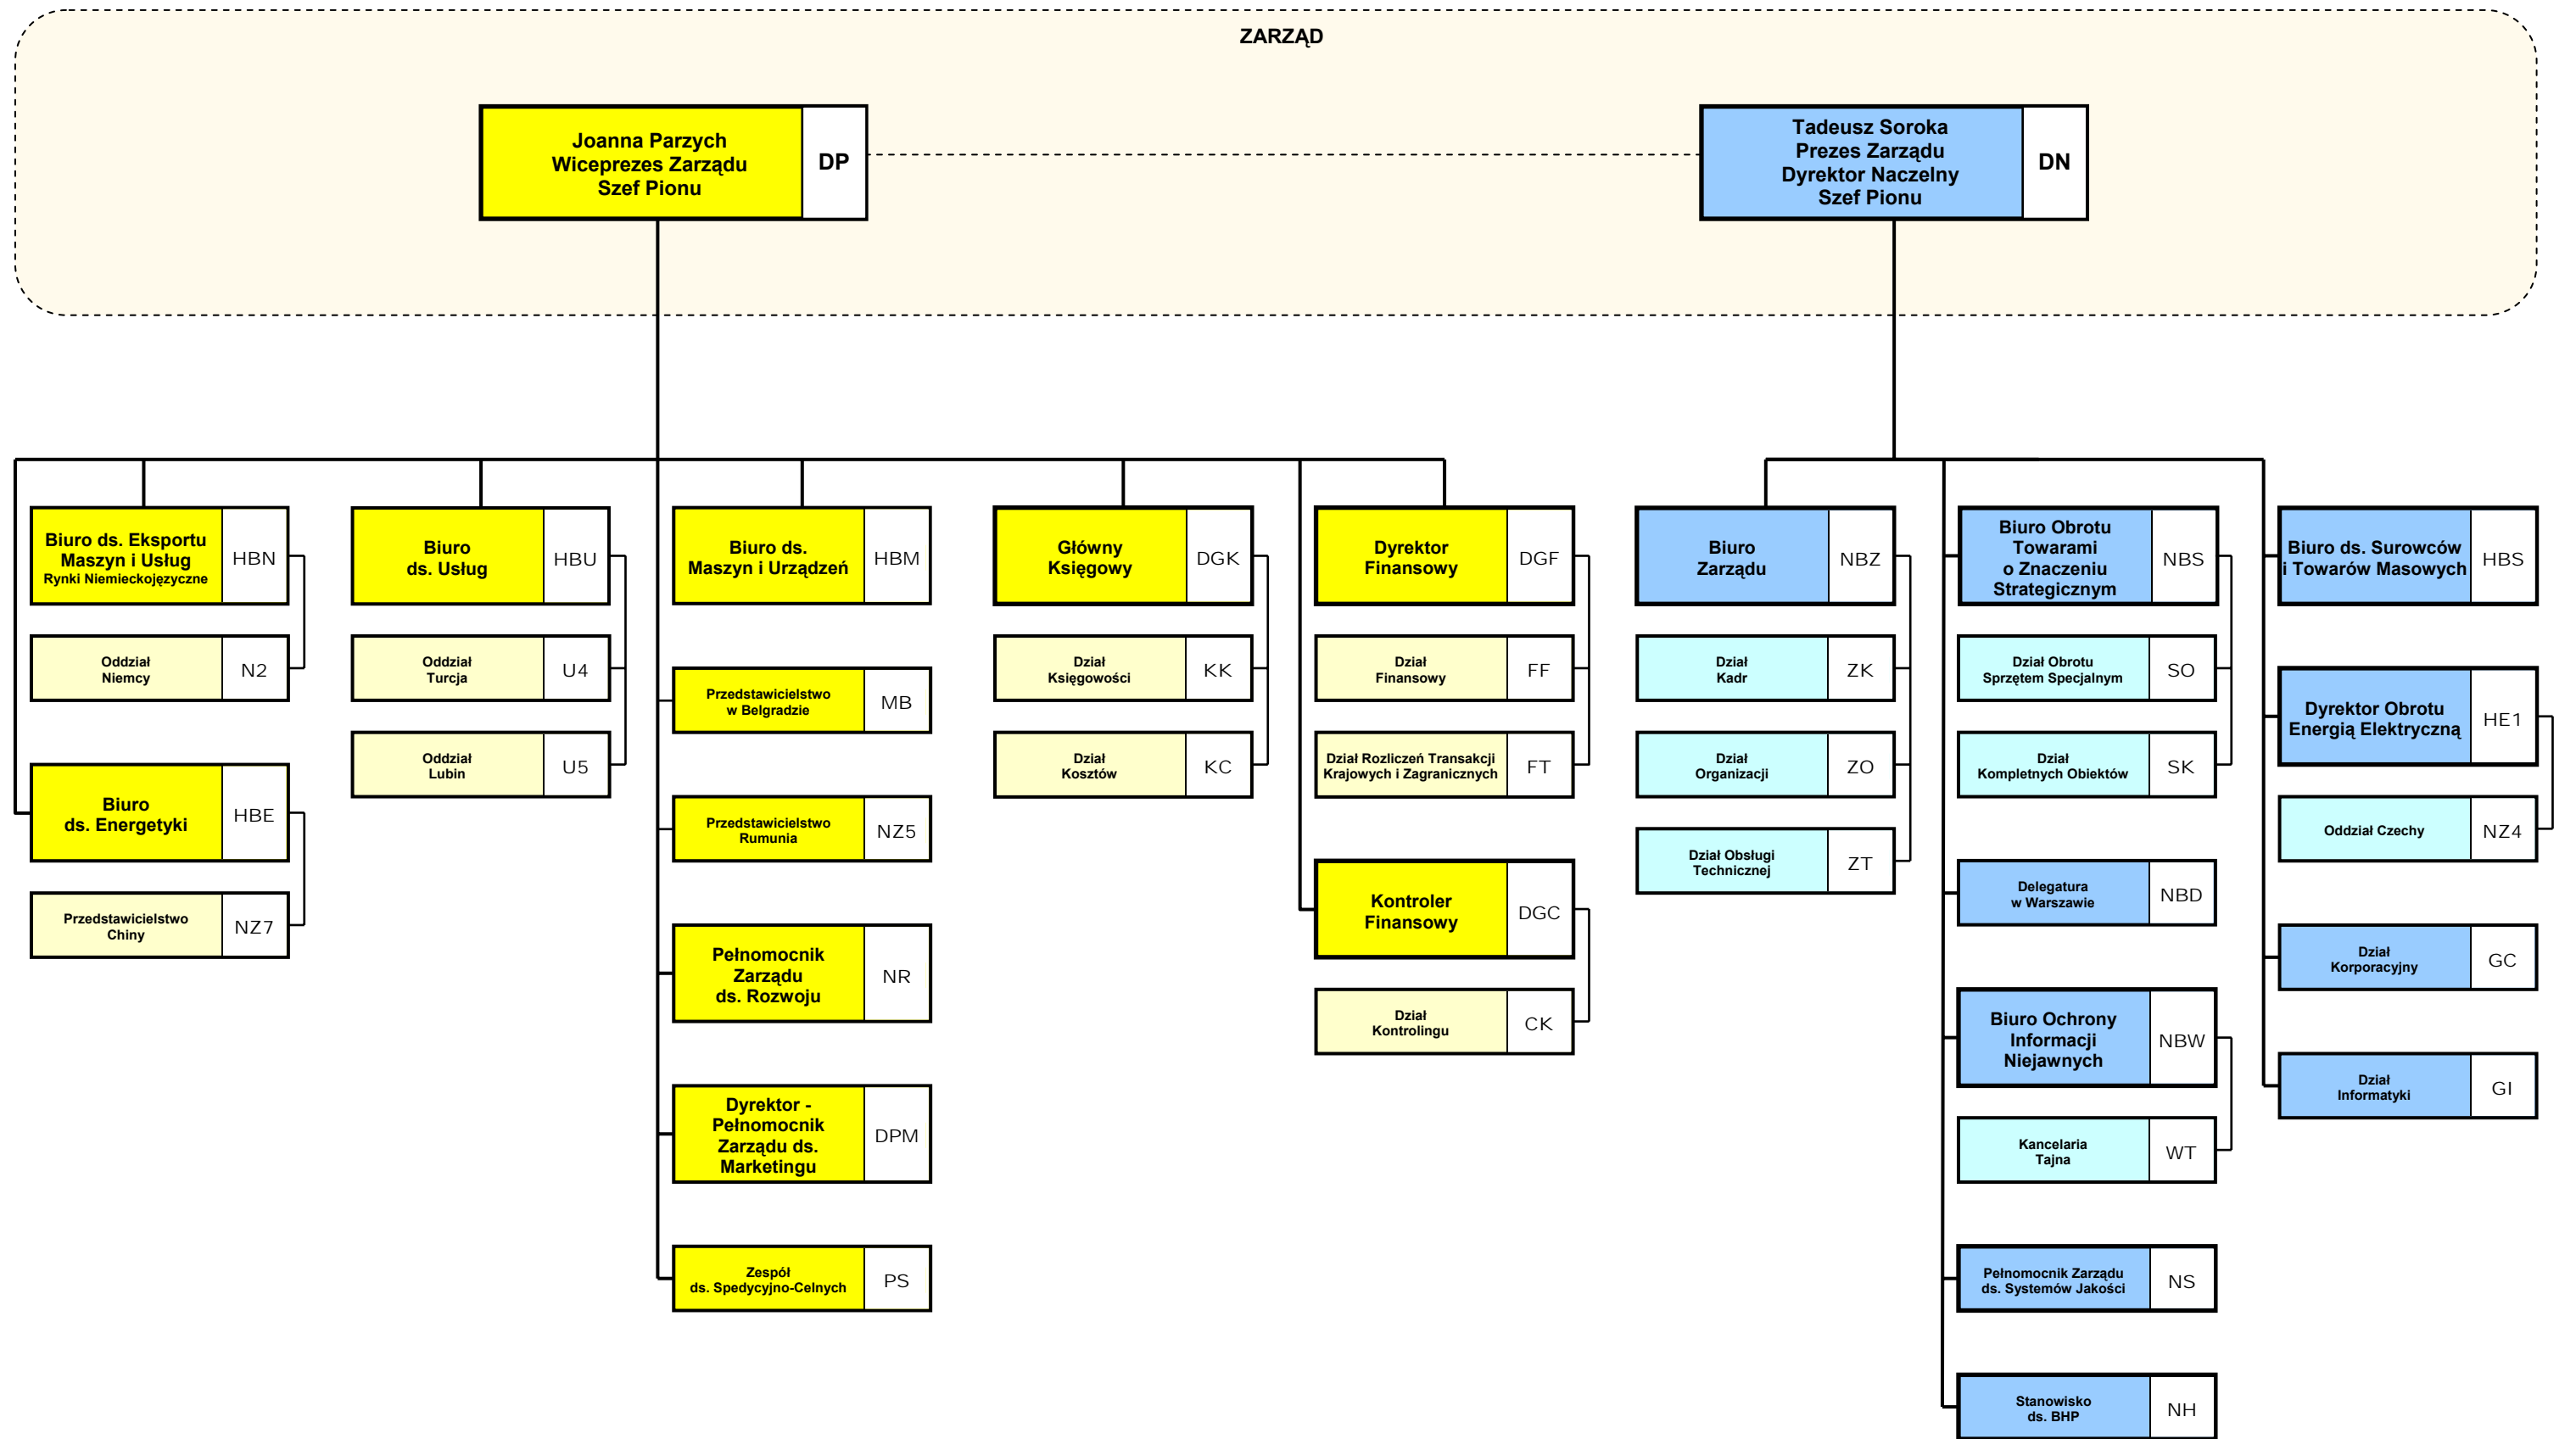 ZARZĄD
Joanna Parzych
Wiceprezes Zarządu
Szef Pionu
DP
Tadeusz Soroka
Prezes Zarządu
Dyrektor Naczelny
Szef Pionu
DN
Biuro ds. Eksportu
Maszyn i Usług
Rynki Niemieckojęzyczne
HBN
Oddział
Niemcy
N2
Biuro
ds. Energetyki
HBE
Przedstawicielstwo
Chiny
NZ7
Biuro
ds. Usług
HBU
Oddział
Turcja
U4
Oddział
Lubin
U5
Biuro ds.
Maszyn i Urządzeń
HBM
Przedstawicielstwo
w Belgradzie
MB
Przedstawicielstwo
Rumunia
NZ5
Pełnomocnik
Zarządu
ds. Rozwoju
NR
Dyrektor -
Pełnomocnik
Zarządu ds.
Marketingu
DPM
Zespół
ds. Spedycyjno-Celnych
PS
Główny
Księgowy
DGK
Dział
Księgowości
KK
Dział
Kosztów
KC
Dyrektor
Finansowy
DGF
Dział
Finansowy
FF
Dział Rozliczeń Transakcji
Krajowych i Zagranicznych
FT
Kontroler
Finansowy
DGC
Dział
Kontrolingu
CK
Biuro
Zarządu
NBZ
Dział
Kadr
ZK
Dział
Organizacji
ZO
Dział Obsługi
Technicznej
ZT
Biuro Obrotu
Towarami
o Znaczeniu
Strategicznym
NBS
Dział Obrotu
Sprzętem Specjalnym
SO
Dział
Kompletnych Obiektów
SK
Delegatura
w Warszawie
NBD
Biuro Ochrony
Informacji
Niejawnych
NBW
Kancelaria
Tajna
WT
Pełnomocnik Zarządu
ds. Systemów Jakości
NS
Stanowisko
ds. BHP
NH
Biuro ds. Surowców
i Towarów Masowych
HBS
Dyrektor Obrotu
Energią Elektryczną
HE1
Oddział Czechy
NZ4
Dział
Korporacyjny
GC
Dział
Informatyki
GI